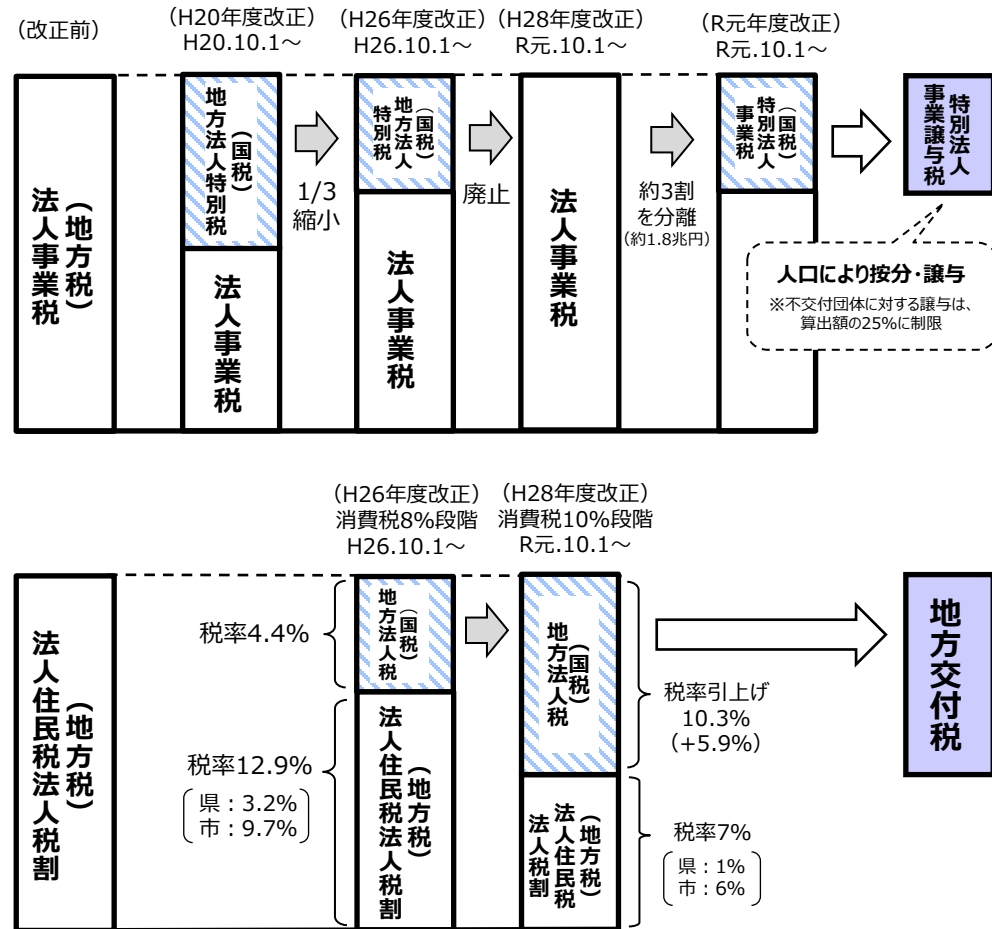 （改正前）
（H20年度改正）
H20.10.1～
（H26年度改正）
H26.10.1～
（H28年度改正）
R元.10.1～
（R元年度改正）
R元.10.1～
法人事業税
（地方税）
地方法人特別税
（国税）
法人事業税
1/3
縮小
特別税
地方法人
（国税）
法人事業税
廃止
法人事業税
約3割
を分離
（約1.8兆円）
事業税
特別法人
（国税）
事業譲与税
特別法人
人口により按分・譲与
※不交付団体に対する譲与は、
算出額の25%に制限
（H26年度改正）
消費税8%段階
H26.10.1～
（H28年度改正）
消費税10%段階
R元.10.1～
法人住民税法人税割
（地方税）
税率4.4%
地方法人税
（国税）
税率12.9%
県：3.2%
市：9.7%
法人住民税法人税割
（地方税）
地方法人税
（国税）
税率引上げ
10.3%
（+5.9%）
法人税割
法人住民税
（地方税）
税率7%
県：1%
市：6%
地方交付税